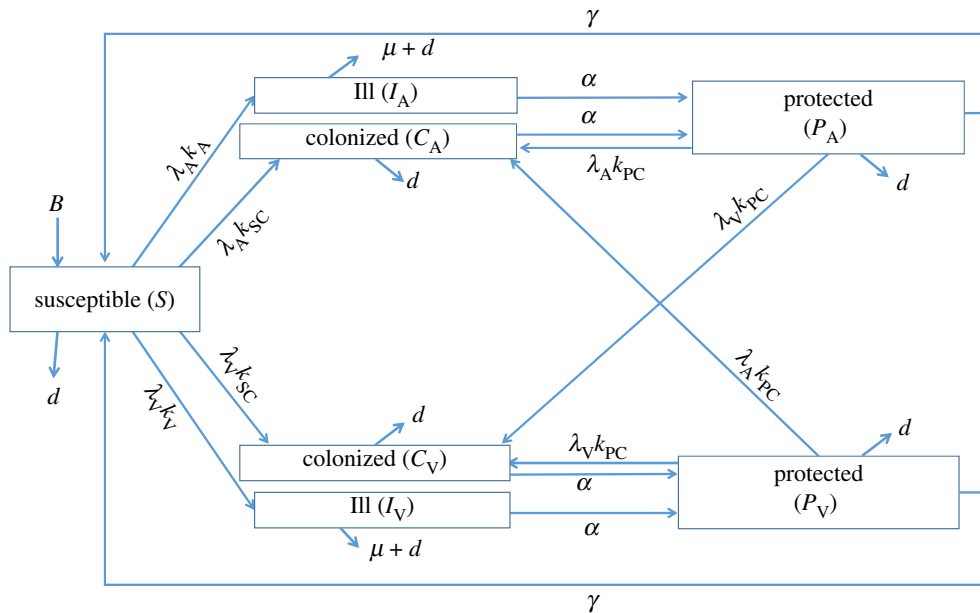 γ
μ + d
Ill (I_A)
α
protected
(P_A)
colonized (C_A)
α
λ_A k_PC
d
d
λ_A k_A
λ_A k_SC
λ_V k_PC
B
susceptible (S)
d
λ_V k_SC
λ_V k_V
λ_A k_PC
d
d
colonized (C_V)
λ_V k_PC
α
protected
(P_V)
Ill (I_V)
α
μ + d
γ